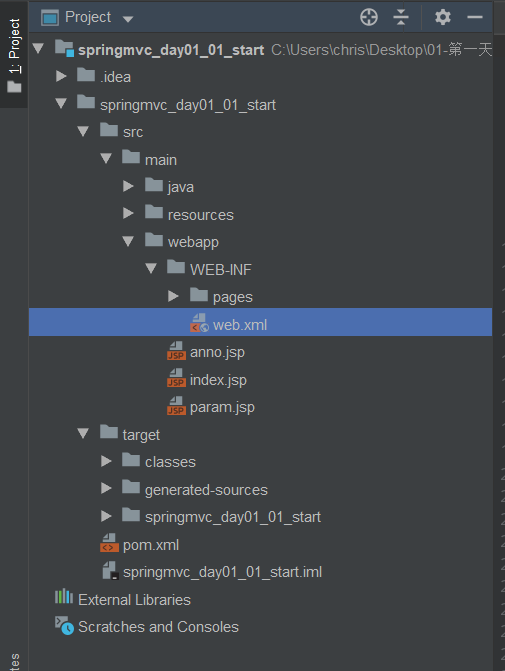 Project
1: Project
springmvc_day01_01_start C:\Users\chris\Desktop\01-第一天
.idea
springmvc_day01_01_start
src
main
java
resources
webapp
WEB-INF
pages
web.xml
JSP anno.jsp
JSP index.jsp
JSP param.jsp
target
classes
generated-sources
springmvc_day01_01_start
pom.xml
springmvc_day01_01_start.iml
External Libraries
Scratches and Consoles